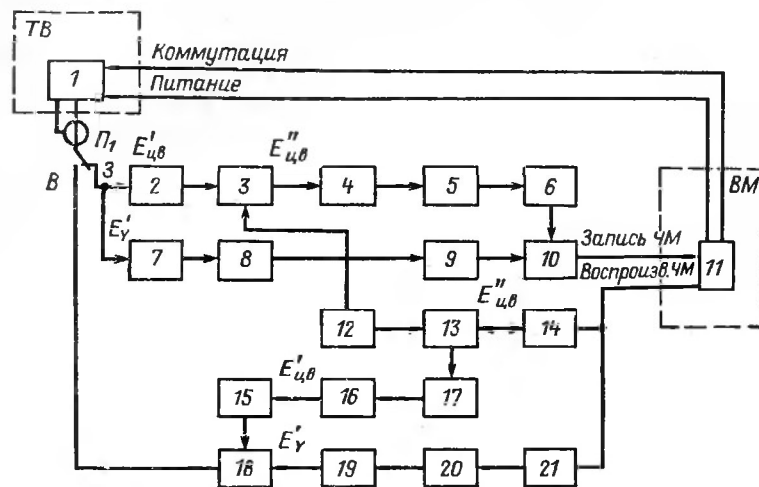 ТВ
Коммутация
1
Питание
П₁
E'цв
E''цв
В
З
2
3
4
5
6
ВМ
E'Y
Запись ЧМ
7
8
9
10
11
Воспроизв. ЧМ
E''цв
12
13
14
E'цв
15
16
17
E'Y
18
19
20
21